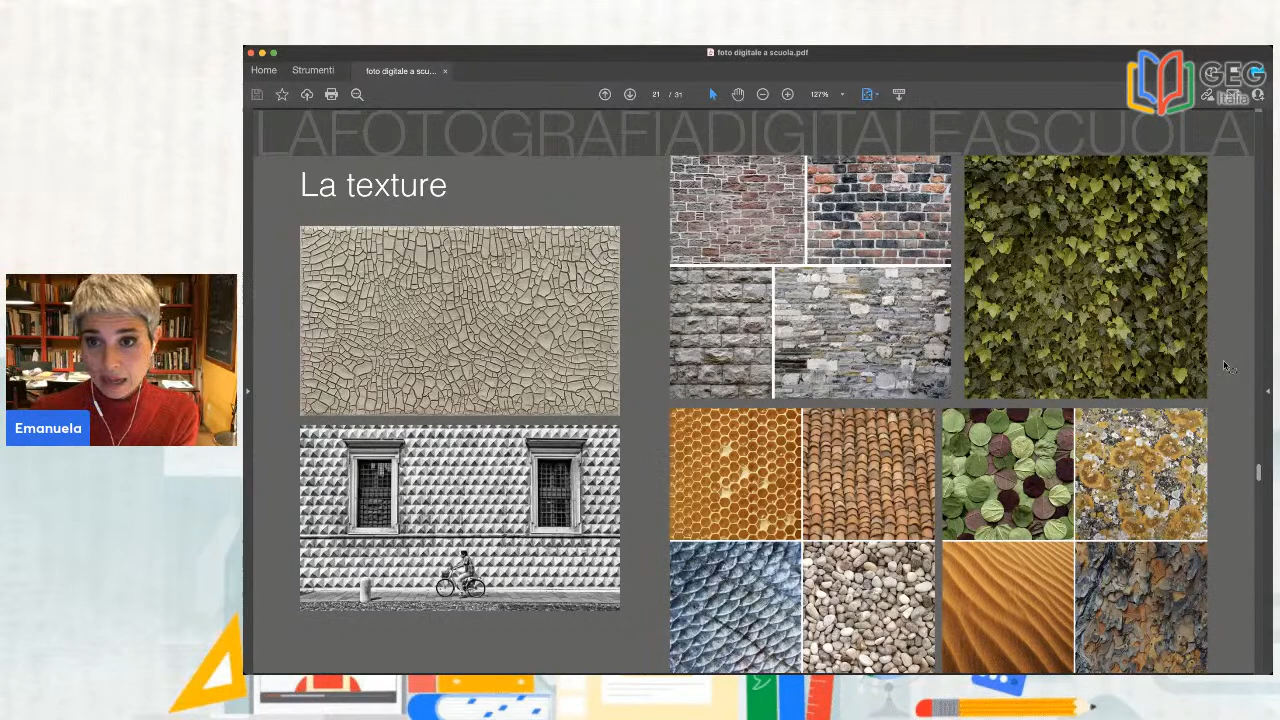 foto digitale a scuola.pdf
Home
Strumenti
foto digitale a scu... ×
21 / 31
127%
GEG
Italia
LAFOTOGRAFIADIGITALEASCUOLA
La texture
Emanuela